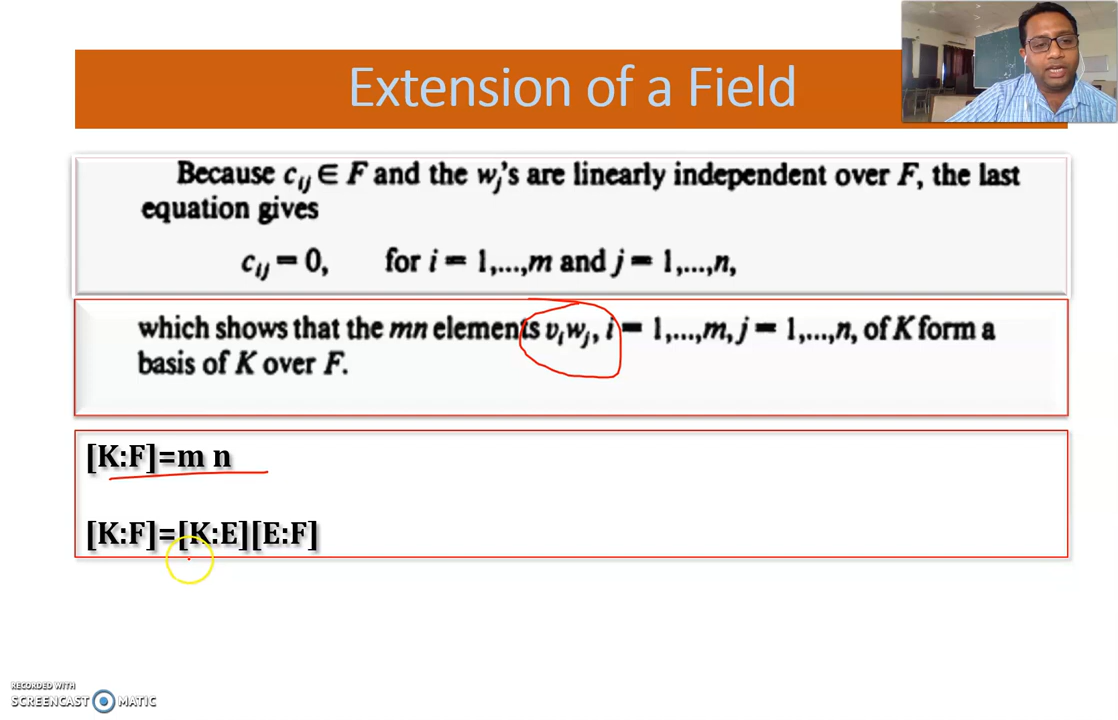 Extension of a Field
Because c_ij ∈ F and the w_j's are linearly independent over F, the last
equation gives
c_ij = 0, for i = 1,...,m and j = 1,...,n,
which shows that the mn elements v_i w_j, i = 1,...,m, j = 1,...,n, of K form a
basis of K over F.
[K:F]=m n
[K:F]=[K:E][E:F]
RECORDED WITH
SCREENCAST MATIC